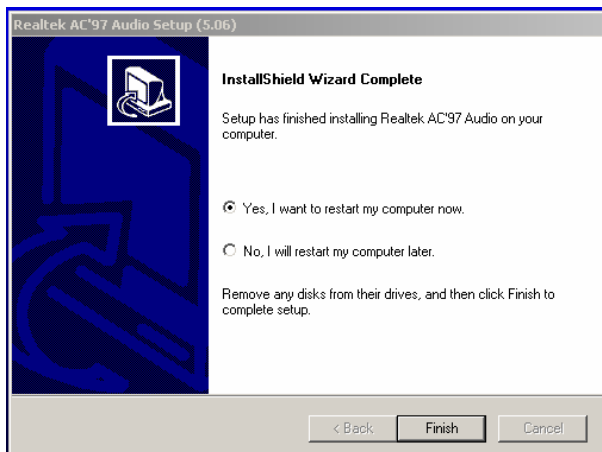 Realtek AC'97 Audio Setup (5.06)
InstallShield Wizard Complete
Setup has finished installing Realtek AC'97 Audio on your
computer.
Yes, I want to restart my computer now.
No, I will restart my computer later.
Remove any disks from their drives, and then click Finish to
complete setup.
< Back Finish Cancel